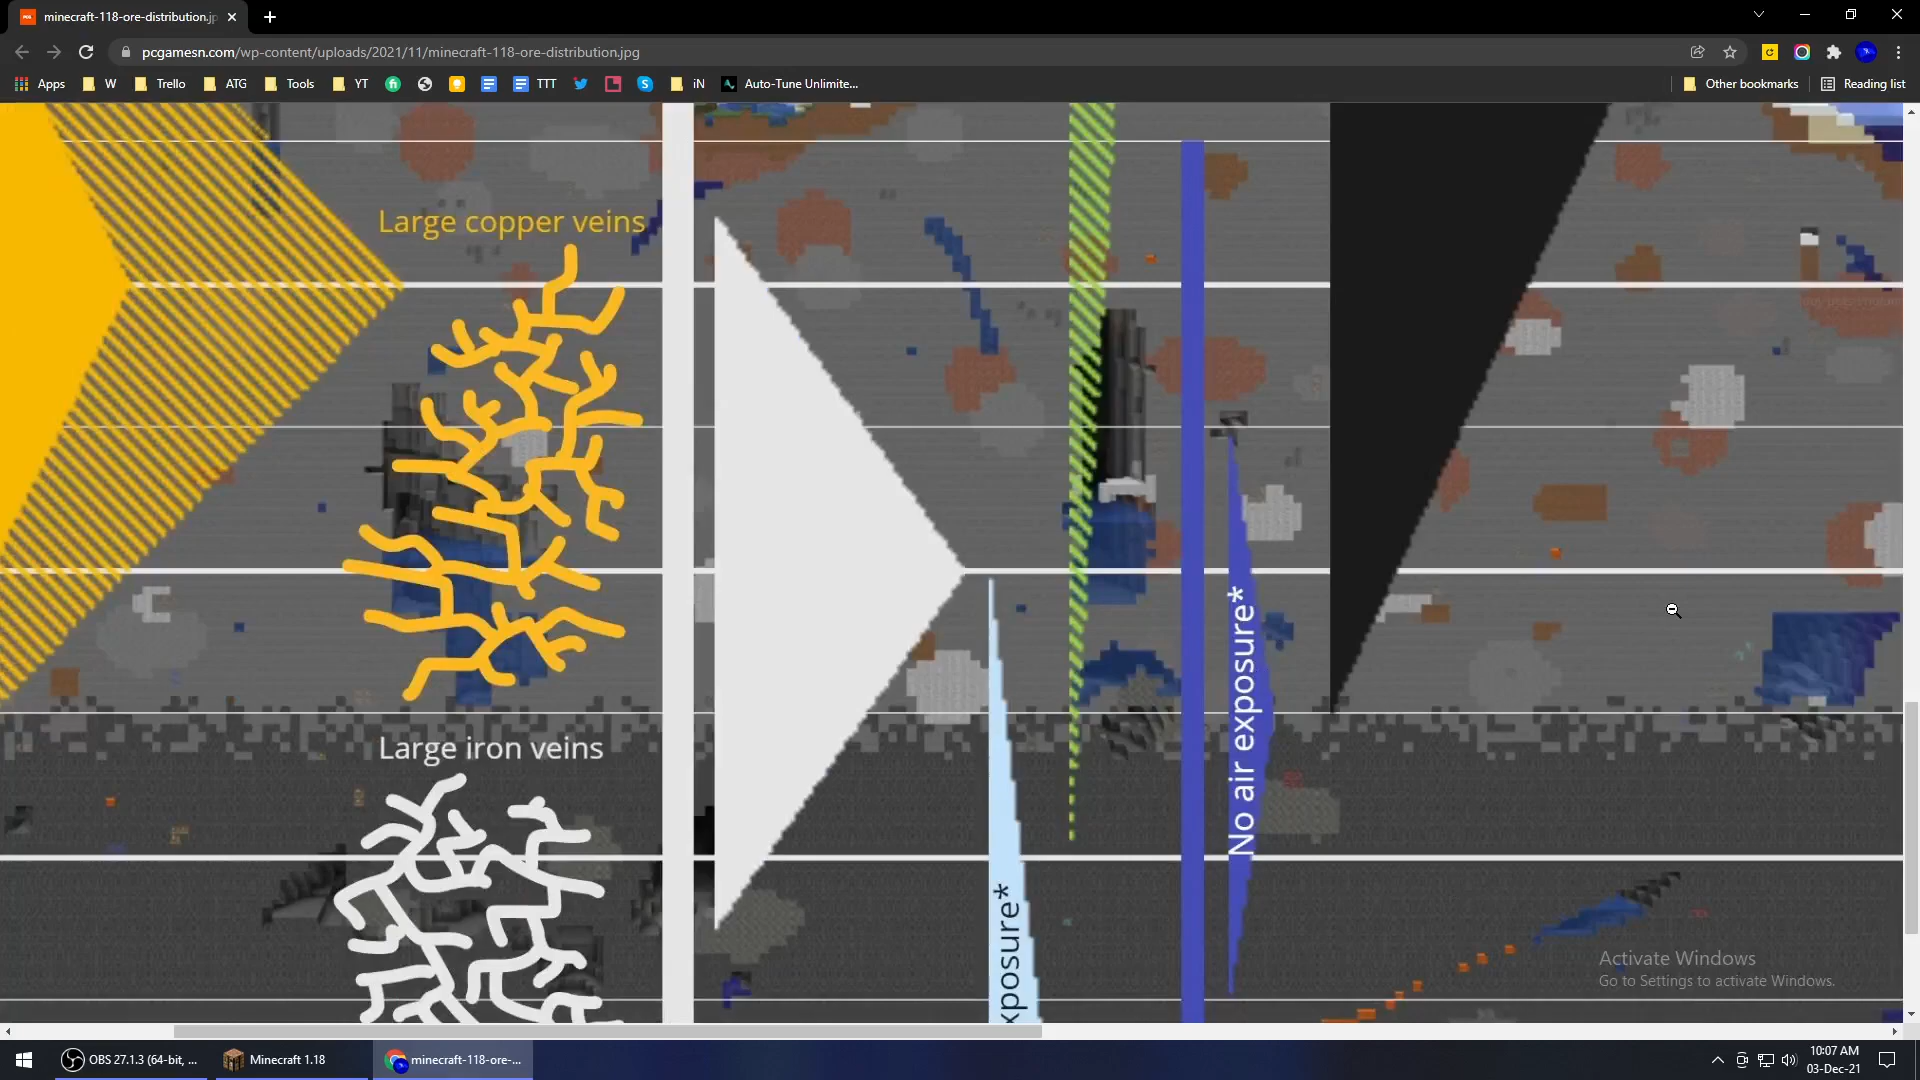 minecraft-118-ore-distribution.jp
pcgamesn.com/wp-content/uploads/2021/11/minecraft-118-ore-distribution.jpg
Apps W Trello ATG Tools YT TTT iN Auto-Tune Unlimite... Other bookmarks Reading list
Large copper veins
No air exposure*
Large iron veins
xposure*
Activate Windows
Go to Settings to activate Windows.
OBS 27.1.3 (64-bit, ... Minecraft 1.18 minecraft-118-ore-... 10:07 AM
03-Dec-21